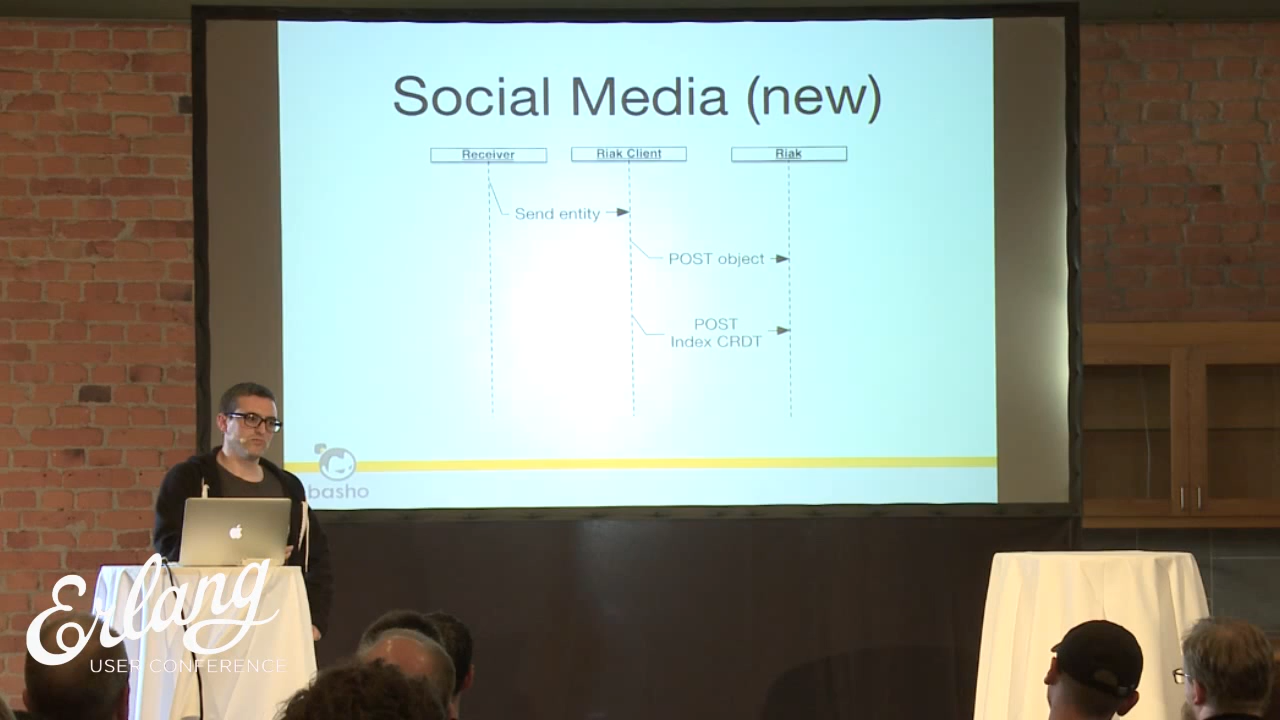 Social Media (new)
Receiver
Riak Client
Riak
Send entity
POST object
POST
Index CRDT
basho
Erlang
USER CONFERENCE